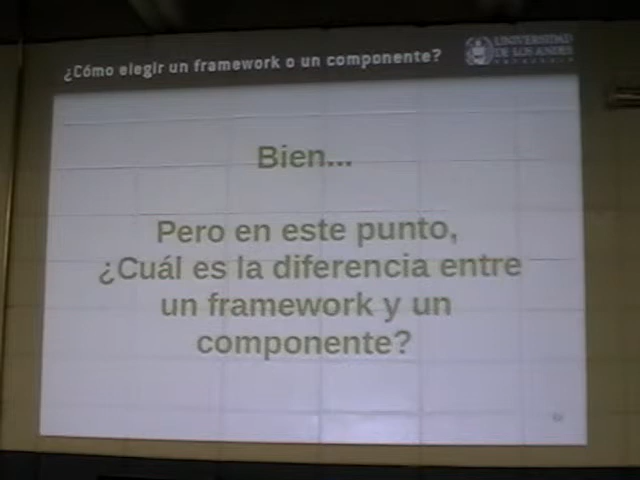 ¿Cómo elegir un framework o un componente?
UNIVERSIDAD
DE LOS ANDES
VENEZUELA
Bien...
Pero en este punto,
¿Cuál es la diferencia entre
un framework y un
componente?